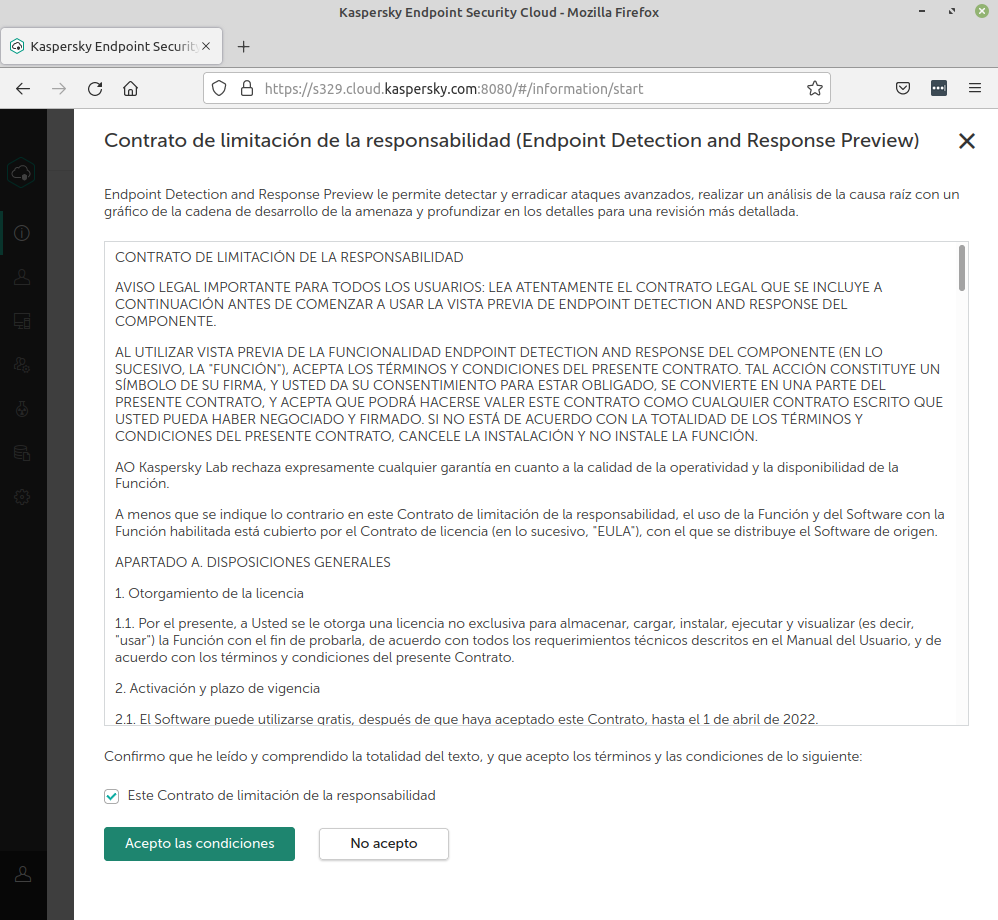 Kaspersky Endpoint Security Cloud - Mozilla Firefox
Kaspersky Endpoint Securit
https://s329.cloud.kaspersky.com:8080/#/information/start
Contrato de limitación de la responsabilidad (Endpoint Detection and Response Preview)
Endpoint Detection and Response Preview le permite detectar y erradicar ataques avanzados, realizar un análisis de la causa raíz con un
gráfico de la cadena de desarrollo de la amenaza y profundizar en los detalles para una revisión más detallada.
CONTRATO DE LIMITACIÓN DE LA RESPONSABILIDAD
AVISO LEGAL IMPORTANTE PARA TODOS LOS USUARIOS: LEA ATENTAMENTE EL CONTRATO LEGAL QUE SE INCLUYE A
CONTINUACIÓN ANTES DE COMENZAR A USAR LA VISTA PREVIA DE ENDPOINT DETECTION AND RESPONSE DEL
COMPONENTE.
AL UTILIZAR VISTA PREVIA DE LA FUNCIONALIDAD ENDPOINT DETECTION AND RESPONSE DEL COMPONENTE (EN LO
SUCESIVO, LA "FUNCIÓN"), ACEPTA LOS TÉRMINOS Y CONDICIONES DEL PRESENTE CONTRATO. TAL ACCIÓN CONSTITUYE UN
SÍMBOLO DE SU FIRMA, Y USTED DA SU CONSENTIMIENTO PARA ESTAR OBLIGADO, SE CONVIERTE EN UNA PARTE DEL
PRESENTE CONTRATO, Y ACEPTA QUE PODRÁ HACERSE VALER ESTE CONTRATO COMO CUALQUIER CONTRATO ESCRITO QUE
USTED PUEDA HABER NEGOCIADO Y FIRMADO. SI NO ESTÁ DE ACUERDO CON LA TOTALIDAD DE LOS TÉRMINOS Y
CONDICIONES DEL PRESENTE CONTRATO, CANCELE LA INSTALACIÓN Y NO INSTALE LA FUNCIÓN.
AO Kaspersky Lab rechaza expresamente cualquier garantía en cuanto a la calidad de la operatividad y la disponibilidad de la
Función.
A menos que se indique lo contrario en este Contrato de limitación de la responsabilidad, el uso de la Función y del Software con la
Función habilitada está cubierto por el Contrato de licencia (en lo sucesivo, "EULA"), con el que se distribuye el Software de origen.
APARTADO A. DISPOSICIONES GENERALES
1. Otorgamiento de la licencia
1.1. Por el presente, a Usted se le otorga una licencia no exclusiva para almacenar, cargar, instalar, ejecutar y visualizar (es decir,
"usar") la Función con el fin de probarla, de acuerdo con todos los requerimientos técnicos descritos en el Manual del Usuario, y de
acuerdo con los términos y condiciones del presente Contrato.
2. Activación y plazo de vigencia
2.1. El Software puede utilizarse gratis, después de que haya aceptado este Contrato, hasta el 1 de abril de 2022.
Confirmo que he leído y comprendido la totalidad del texto, y que acepto los términos y las condiciones de lo siguiente:
Este Contrato de limitación de la responsabilidad
Acepto las condiciones
No acepto